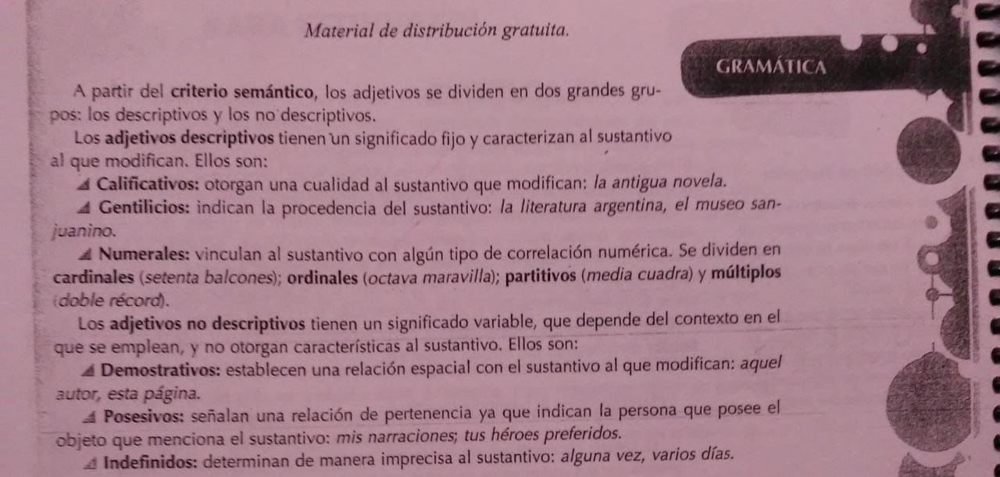 Material de distribución gratuita.
GRAMÁTICA
A partir del criterio semántico, los adjetivos se dividen en dos grandes gru-
pos: los descriptivos y los no descriptivos.
Los adjetivos descriptivos tienen un significado fijo y caracterizan al sustantivo
al que modifican. Ellos son:
Calificativos: otorgan una cualidad al sustantivo que modifican: la antigua novela.
Gentilicios: indican la procedencia del sustantivo: la literatura argentina, el museo san-
juanino.
Numerales: vinculan al sustantivo con algún tipo de correlación numérica. Se dividen en
cardinales (setenta balcones); ordinales (octava maravilla); partitivos (media cuadra) y múltiplos
(doble récord).
Los adjetivos no descriptivos tienen un significado variable, que depende del contexto en el
que se emplean, y no otorgan características al sustantivo. Ellos son:
Demostrativos: establecen una relación espacial con el sustantivo al que modifican: aquel
autor, esta página.
Posesivos: señalan una relación de pertenencia ya que indican la persona que posee el
objeto que menciona el sustantivo: mis narraciones; tus héroes preferidos.
Indefinidos: determinan de manera imprecisa al sustantivo: alguna vez, varios días.